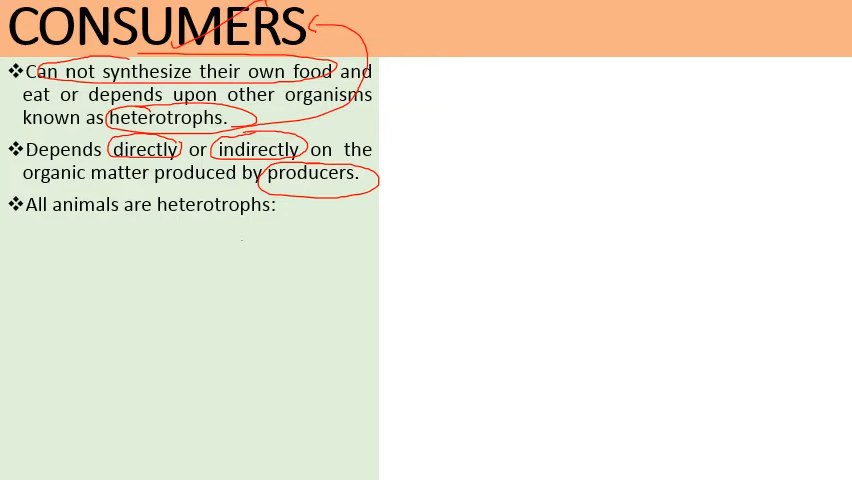 CONSUMERS
❖Can not synthesize their own food and
eat or depends upon other organisms
known as heterotrophs.
❖Depends directly or indirectly on the
organic matter produced by producers.
❖All animals are heterotrophs: